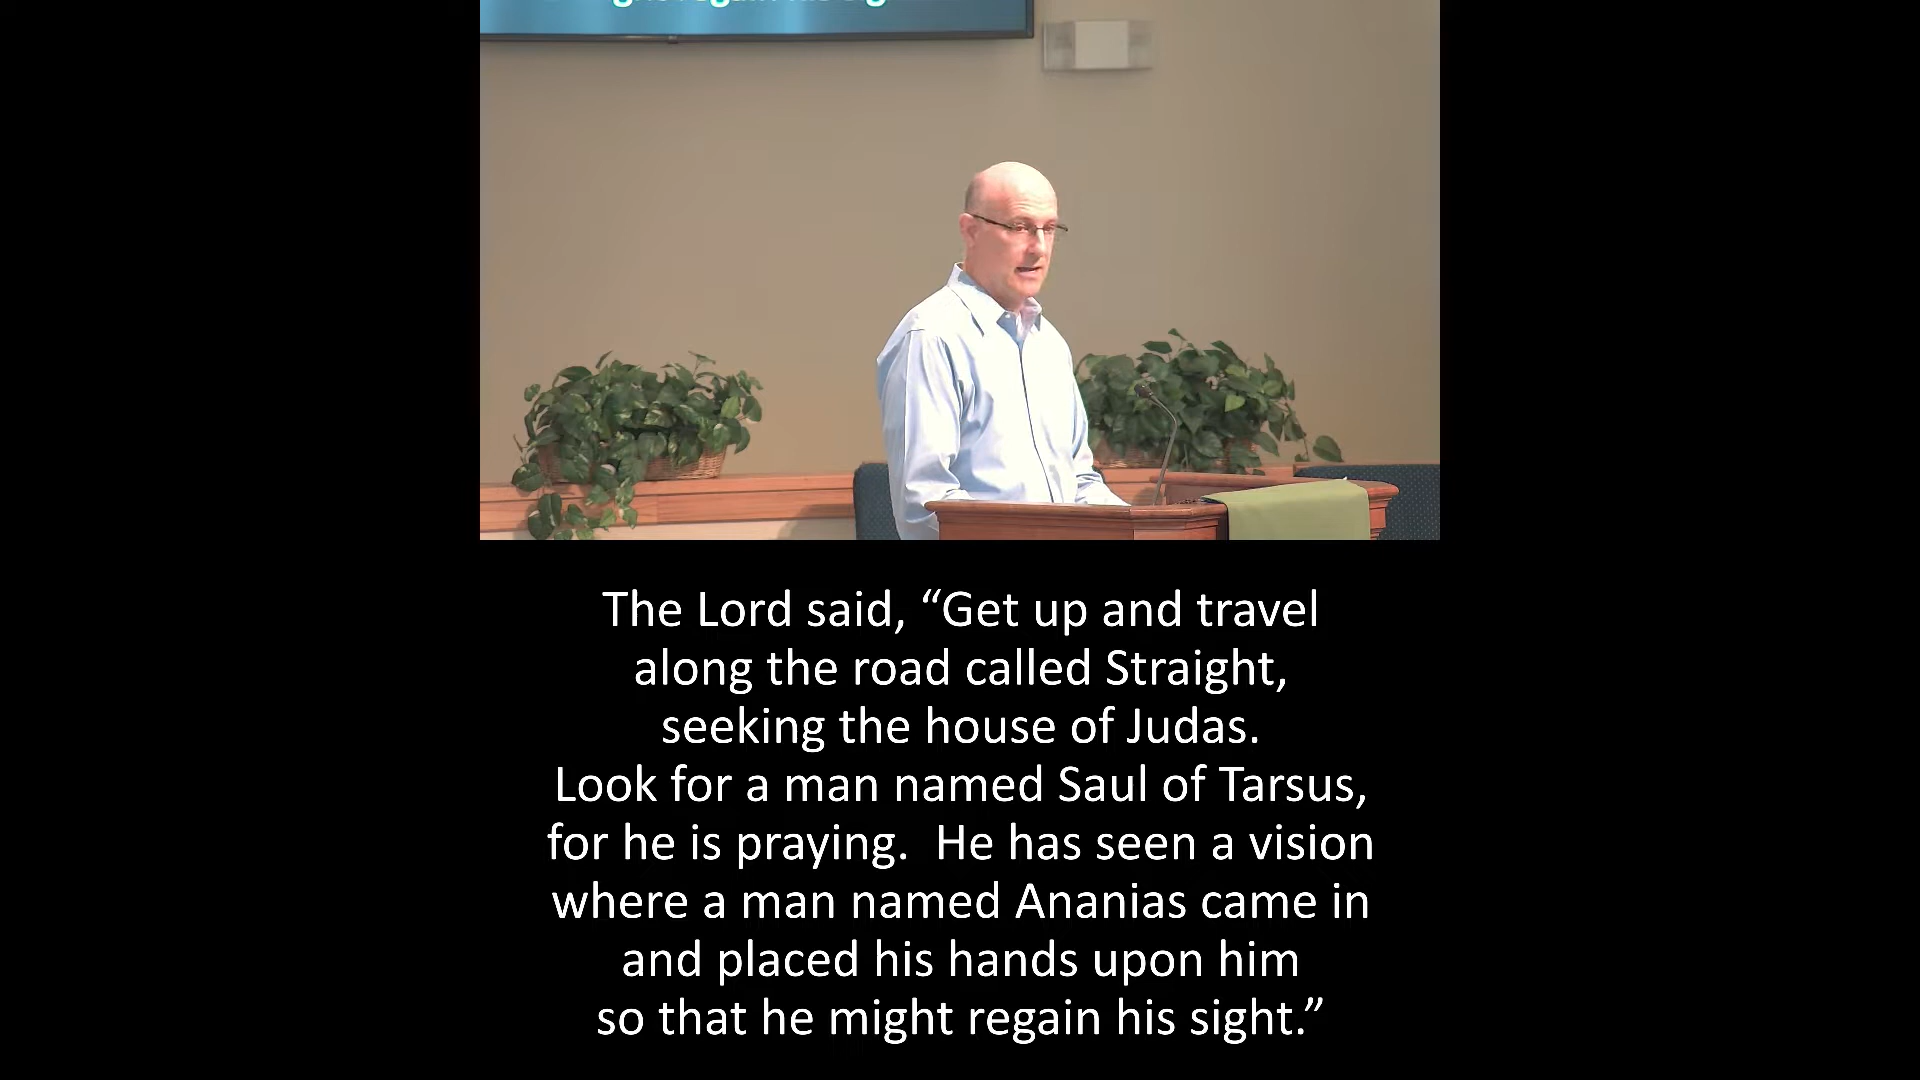 The Lord said, “Get up and travel
along the road called Straight,
seeking the house of Judas.
Look for a man named Saul of Tarsus,
for he is praying.  He has seen a vision
where a man named Ananias came in
and placed his hands upon him
so that he might regain his sight.”